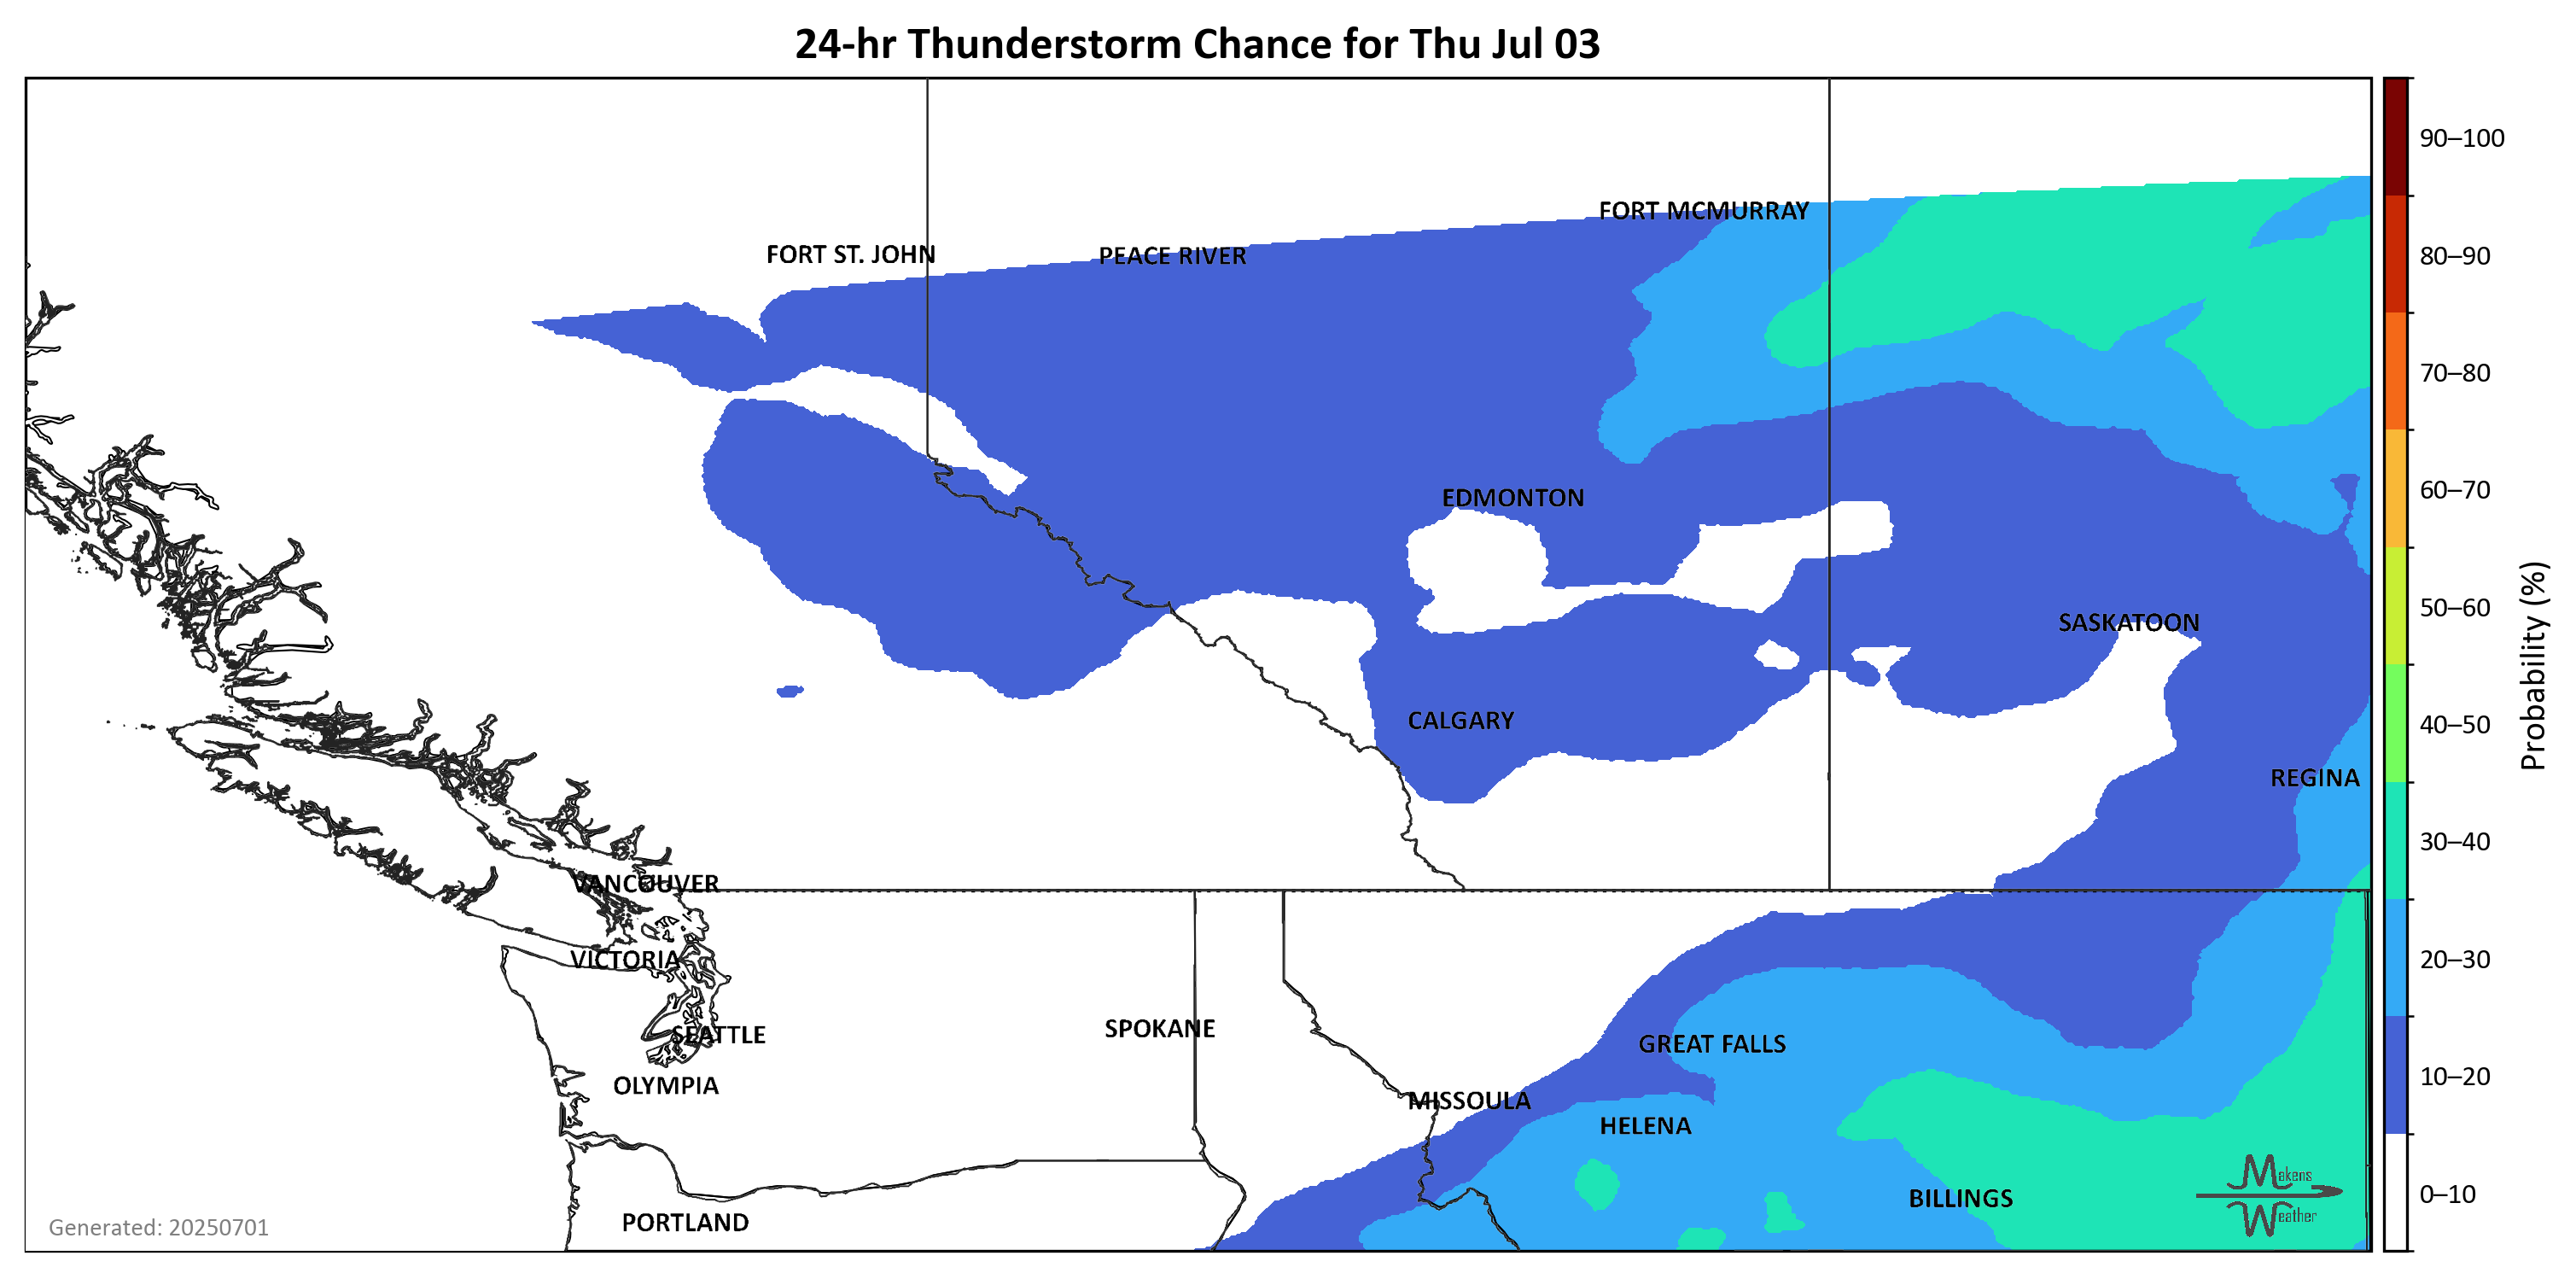 24-hr Thunderstorm Chance for Thu Jul 03
90–100
FORT MCMURRAY
FORT ST. JOHN
PEACE RIVER
80–90
70–80
60–70
EDMONTON
50–60
SASKATOON
Probability (%)
CALGARY
40–50
REGINA
30–40
VANCOUVER
VICTORIA
20–30
SPOKANE
SEATTLE
GREAT FALLS
OLYMPIA
10–20
MISSOULA
HELENA
Makens
BILLINGS
0–10
Weather
PORTLAND
Generated: 20250701